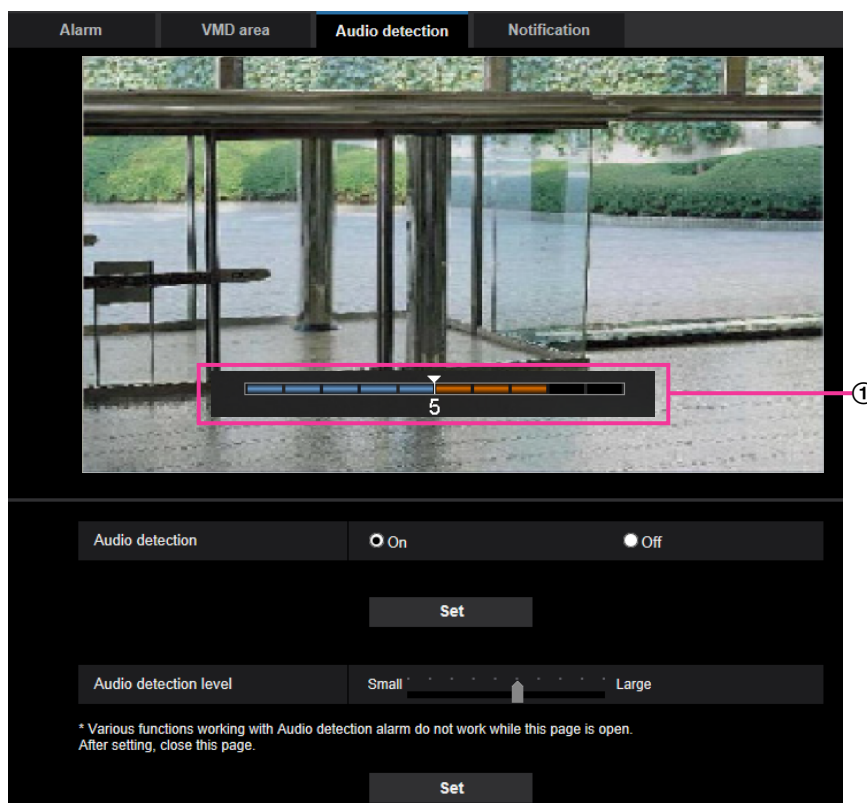 Alarm
VMD area
Audio detection
Notification
5
①
Audio detection
On
Off
Set
Audio detection level
Small
Large
* Various functions working with Audio detection alarm do not work while this page is open.
After setting, close this page.
Set